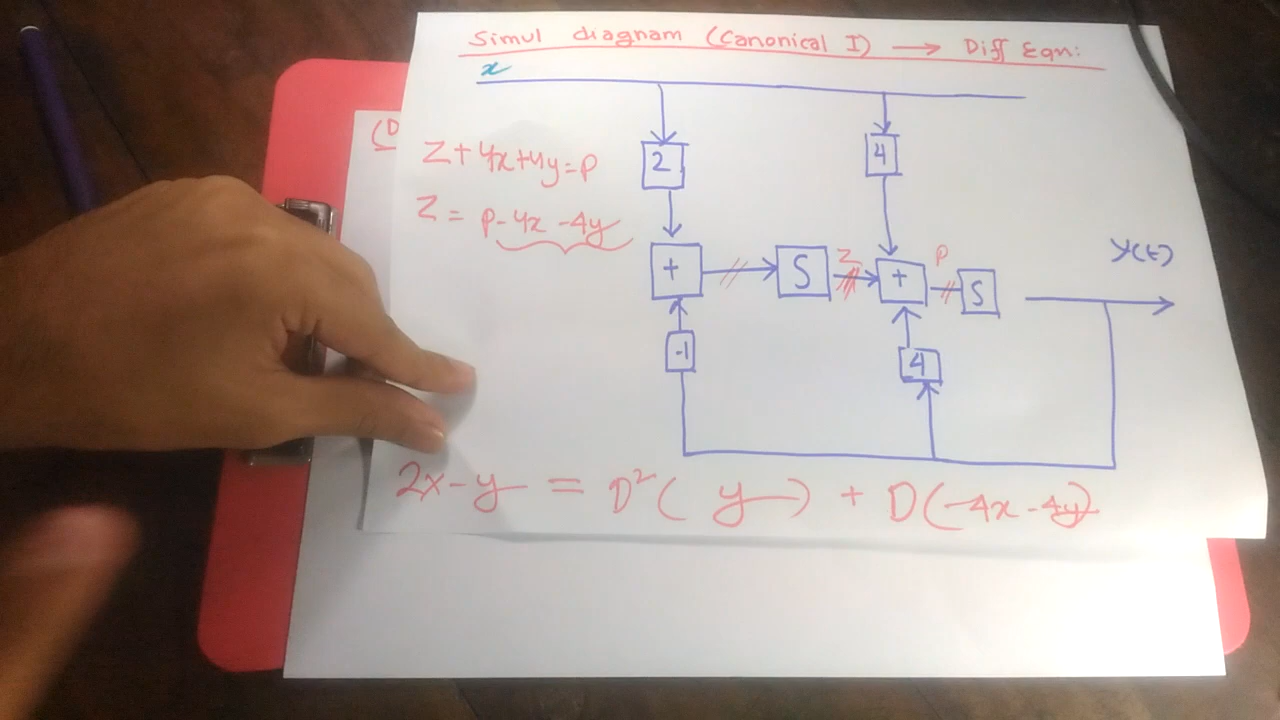 Simul diagram (Canonical I) → Diff Eqn:
x
(D
Z+4x+4y=P
2
4
Z = P-4x-4y
+
S
Z
+
P
S
y(t)
-1
4
2x-y = D²(y) + D(-4x-4y)